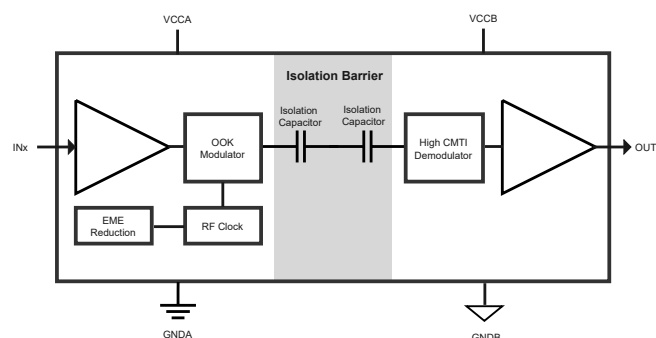 VCCA
VCCB
Isolation Barrier
Isolation
Capacitor
Isolation
Capacitor
INx
OOK
Modulator
High CMTI
Demodulator
OUT
EME
Reduction
RF Clock
GNDA
GNDB